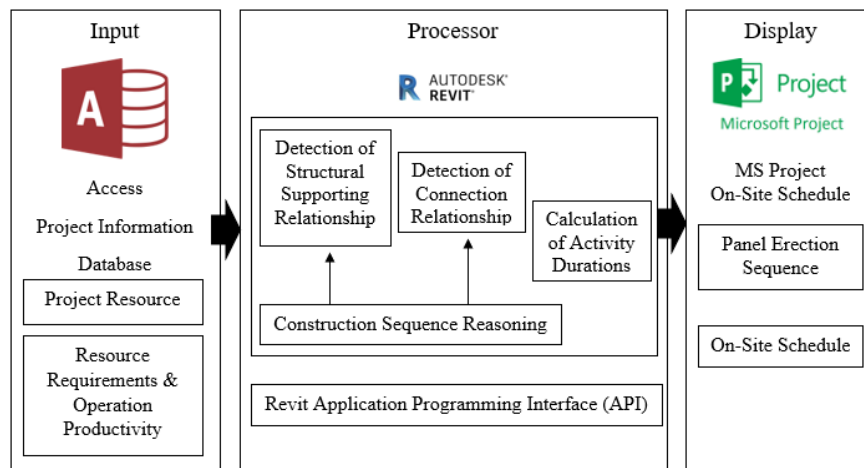 Input
A
Access
Project Information
Database
Project Resource
Resource
Requirements &
Operation
Productivity
Processor
R AUTODESK®
REVIT®
Detection of
Structural
Supporting
Relationship
Detection of
Connection
Relationship
Calculation
of Activity
Durations
Construction Sequence Reasoning
Revit Application Programming Interface (API)
Display
P Project
Microsoft Project
MS Project
On-Site Schedule
Panel Erection
Sequence
On-Site Schedule